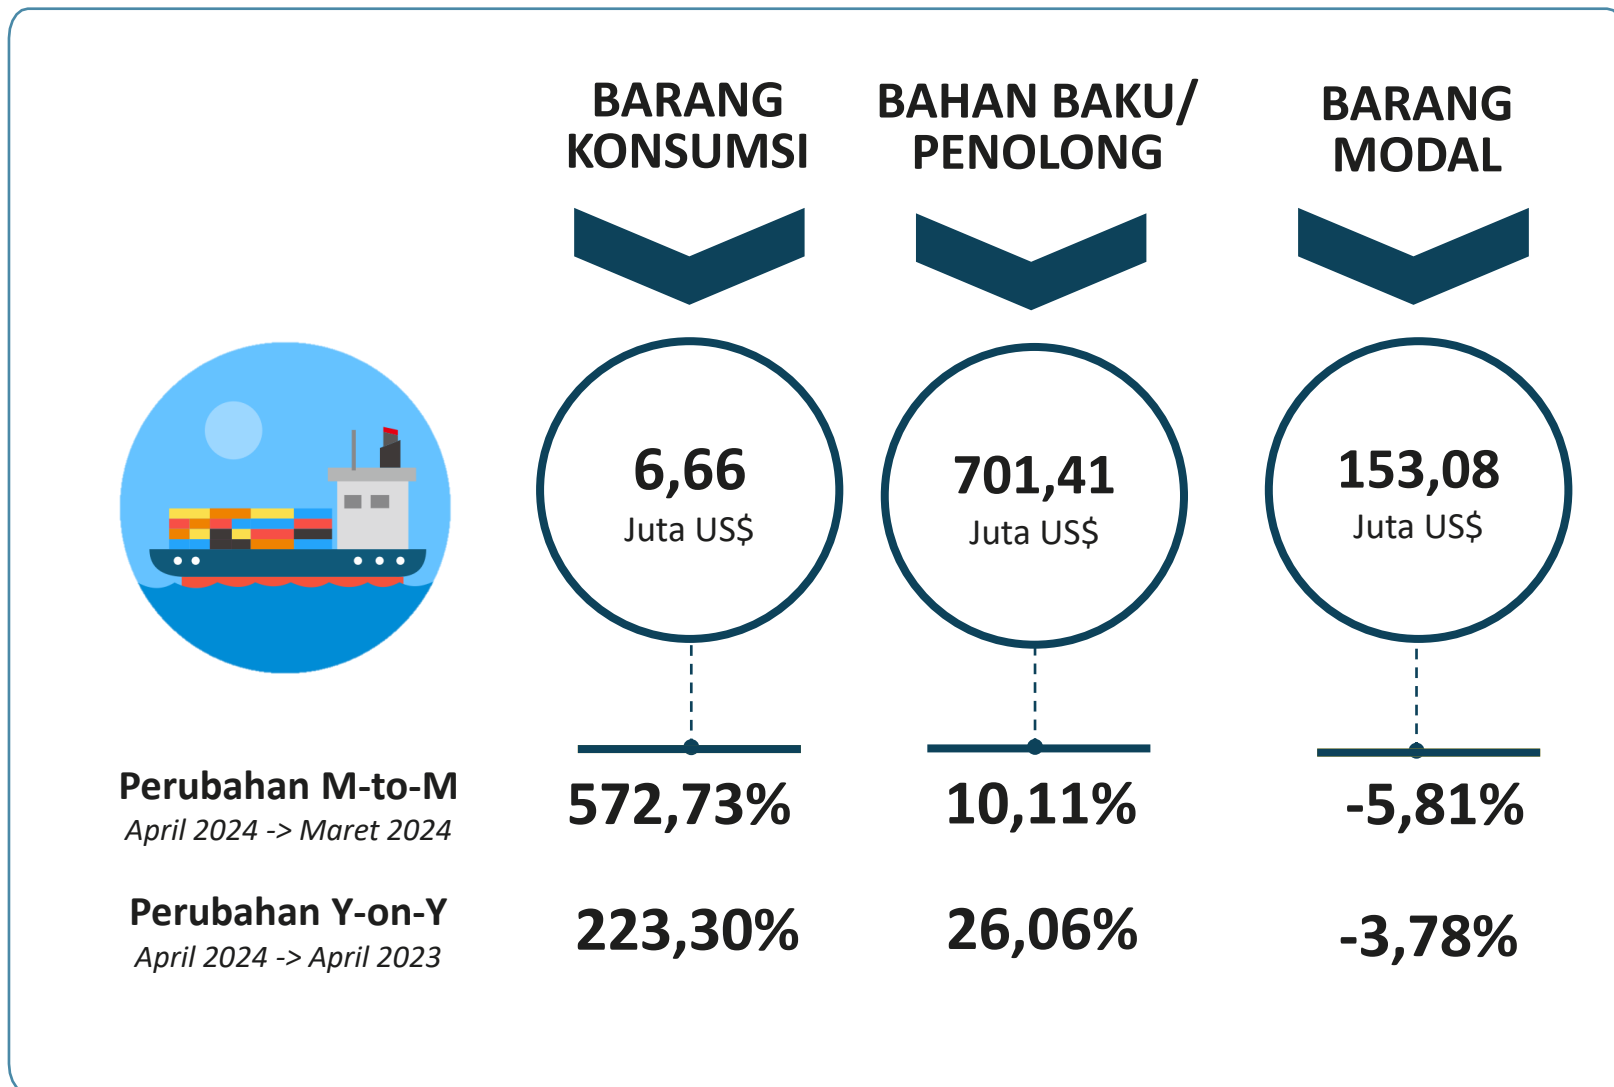 BARANG
KONSUMSI
BAHAN BAKU/
PENOLONG
BARANG
MODAL
6,66
Juta US$
701,41
Juta US$
153,08
Juta US$
Perubahan M-to-M
April 2024 -> Maret 2024
572,73%
10,11%
-5,81%
Perubahan Y-on-Y
April 2024 -> April 2023
223,30%
26,06%
-3,78%